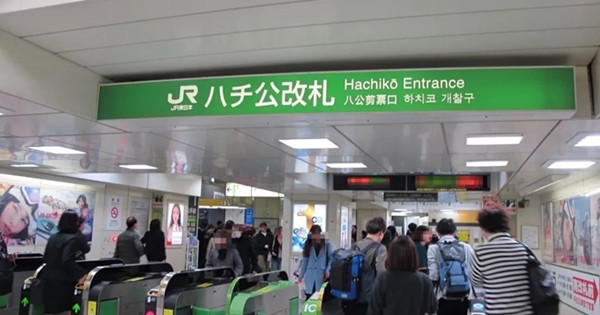 JR JR東日本
ハチ公改札
Hachikō Entrance
八公剪票口 하치코 개찰구
IC